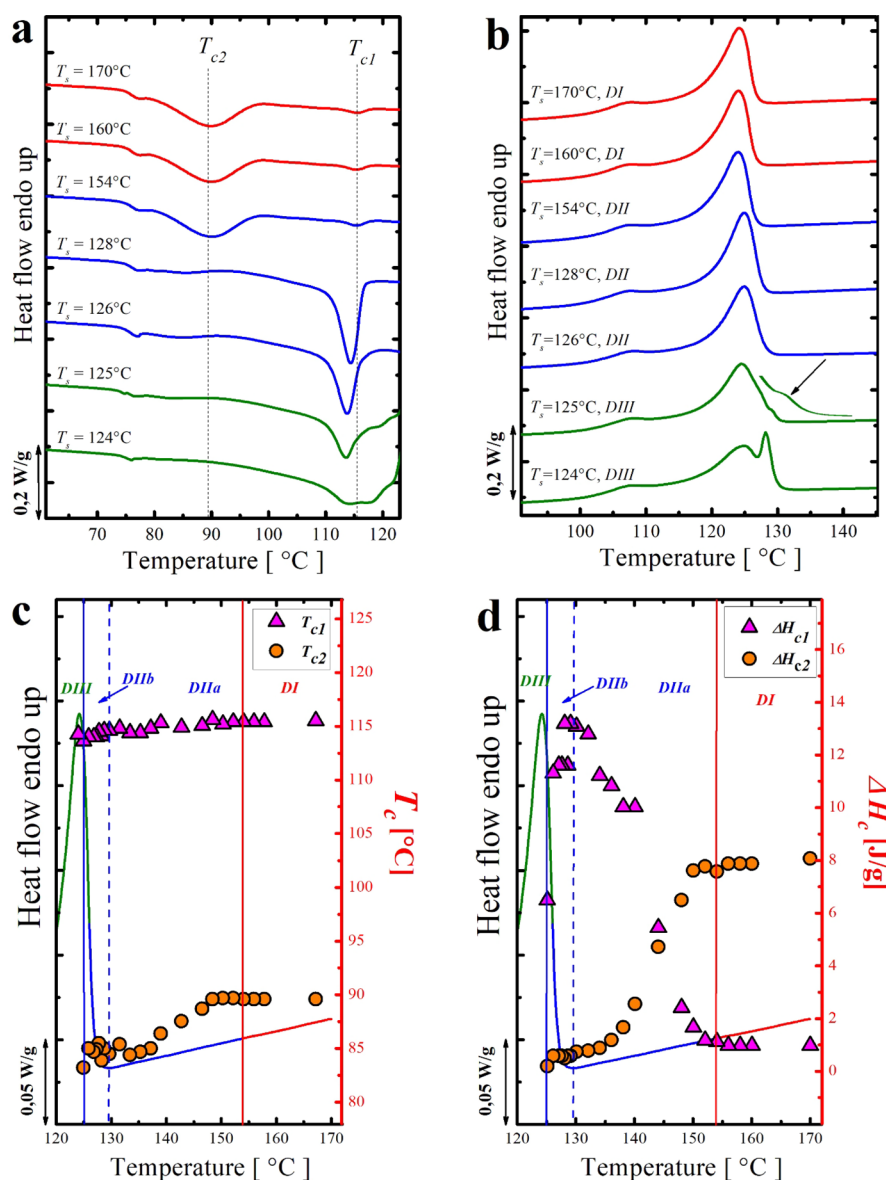 a
T_c2
T_c1
T_s = 170°C
T_s = 160°C
T_s = 154°C
T_s = 128°C
T_s = 126°C
T_s = 125°C
T_s = 124°C
Heat flow endo up
0,2 W/g
70 80 90 100 110 120
Temperature [ °C ]
b
T_s=170°C, DI
T_s=160°C, DI
T_s=154°C, DII
T_s=128°C, DII
T_s=126°C, DII
T_s=125°C, DIII
T_s=124°C, DIII
Heat flow endo up
0,2 W/g
100 110 120 130 140
Temperature [ °C ]
c
T_c1
T_c2
DIII
DIIb
DIIa
DI
Heat flow endo up
0,05 W/g
125
120
115
110
105
100
95
90
85
80
T_c [°C]
120 130 140 150 160 170
Temperature [ °C ]
d
ΔH_c1
ΔH_c2
DIII
DIIb
DIIa
DI
Heat flow endo up
0,05 W/g
16
14
12
10
8
6
4
2
0
ΔH_c [J/g]
120 130 140 150 160 170
Temperature [ °C ]